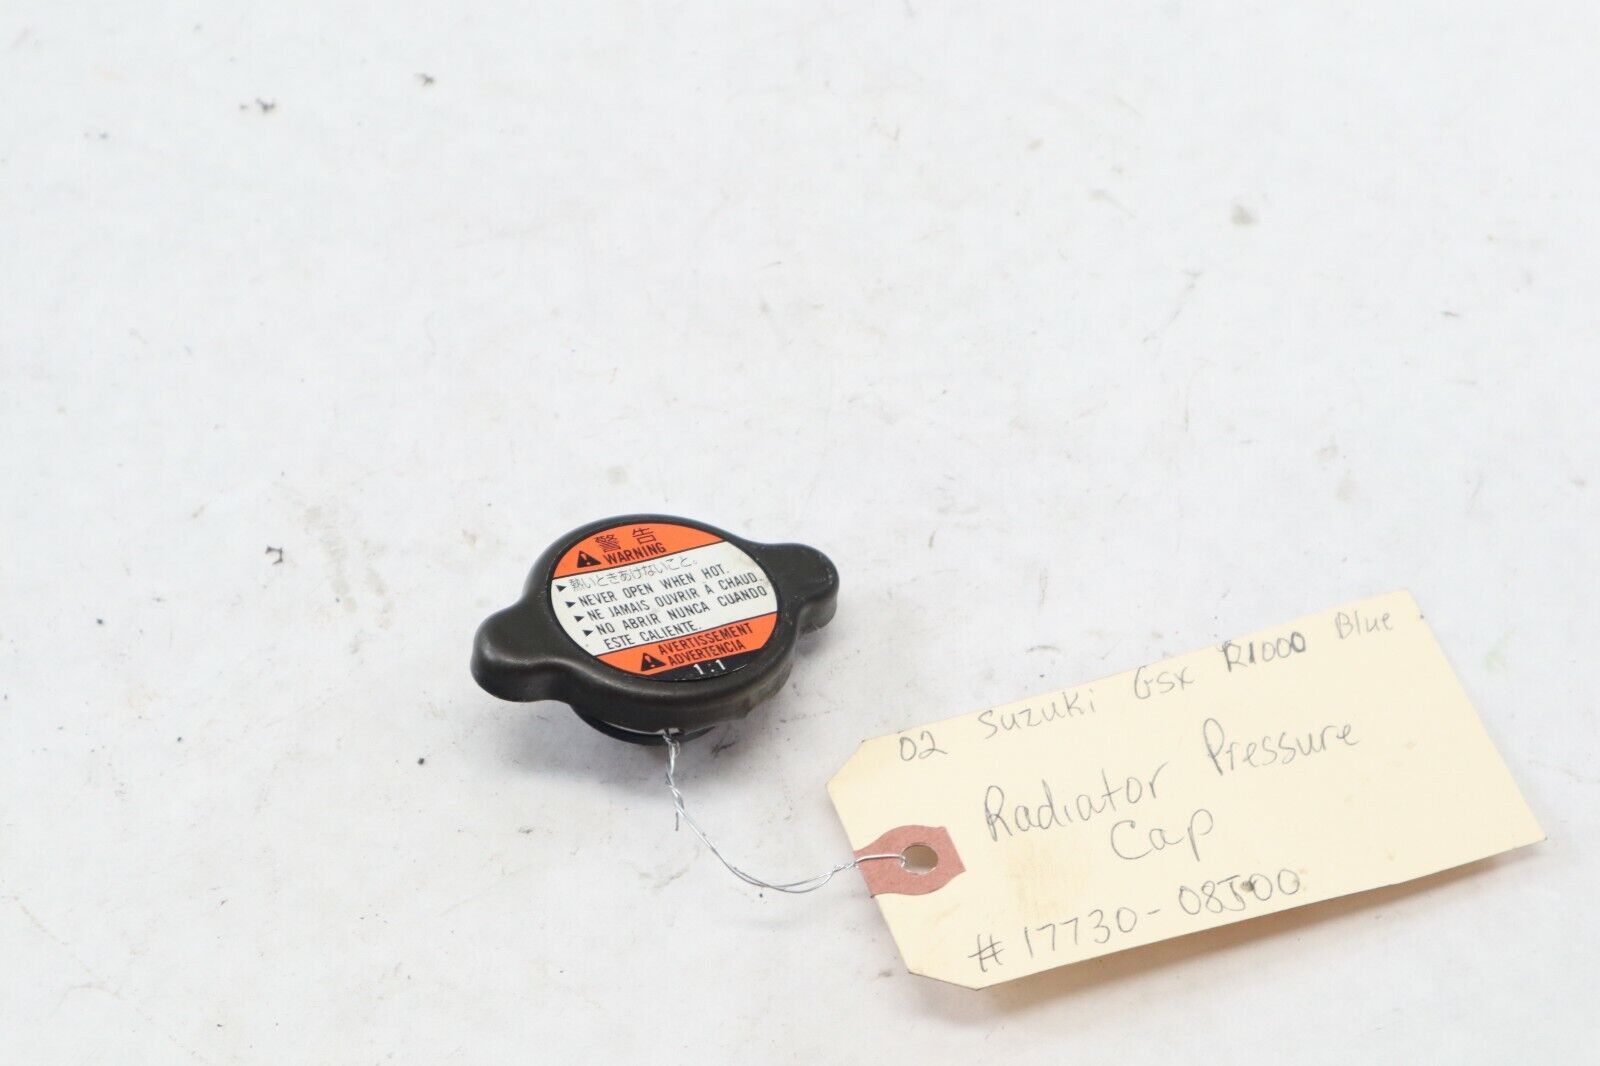 警告
WARNING
熱いときあけないこと。
NEVER OPEN WHEN HOT.
NE JAMAIS OUVRIR À CHAUD.
NO ABRIR NUNCA CUANDO
ESTE CALIENTE.
AVERTISSEMENT
ADVERTENCIA
1.1
02 Suzuki Gsx R1000 Blue
Radiator Pressure
Cap
#17730-08J00